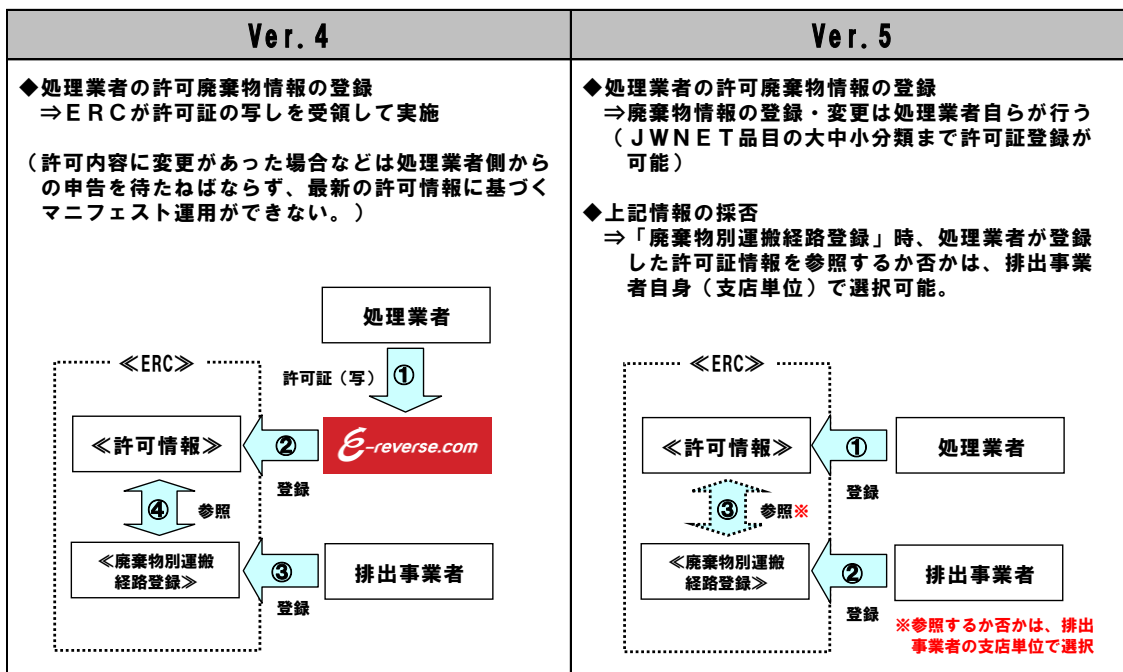 Ver.4
◆処理業者の許可廃棄物情報の登録
⇒ＥＲＣが許可証の写しを受領して実施
（許可内容に変更があった場合などは処理業者側から
の申告を待たねばならず、最新の許可情報に基づく
マニフェスト運用ができない。）
処理業者
≪ERC≫
許可証（写）
①
≪許可情報≫
②
e-reverse.com
登録
④
参照
≪廃棄物別運搬
経路登録≫
③
排出事業者
登録
Ver.5
◆処理業者の許可廃棄物情報の登録
⇒廃棄物情報の登録・変更は処理業者自らが行う
（ＪＷＮＥＴ品目の大中小分類まで許可証登録が
可能）
◆上記情報の採否
⇒「廃棄物別運搬経路登録」時、処理業者が登録
した許可証情報を参照するか否かは、排出事業
者自身（支店単位）で選択可能。
≪ERC≫
≪許可情報≫
①
処理業者
登録
③
参照※
≪廃棄物別運搬
経路登録≫
②
排出事業者
登録
※参照するか否かは、排出
事業者の支店単位で選択